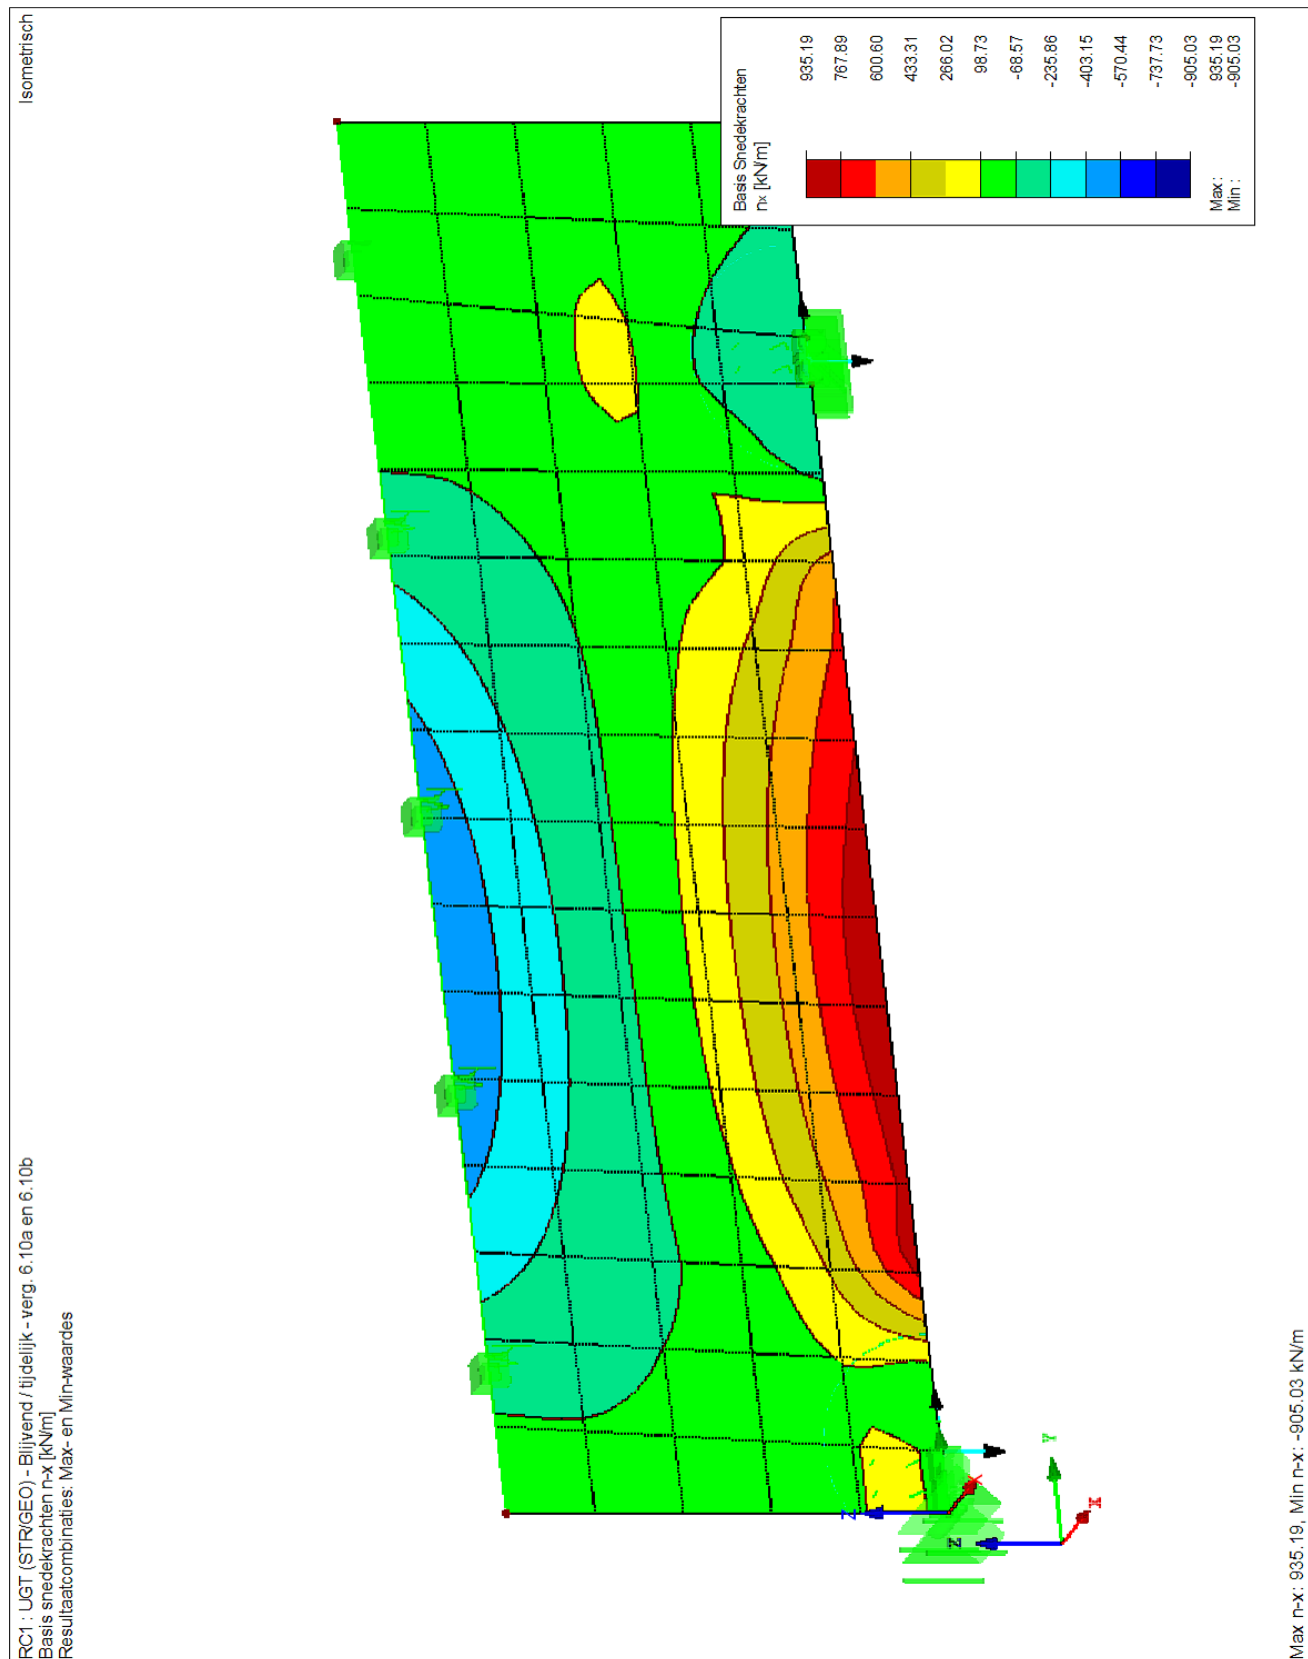 RC1 : UGT (STR/GEO) - Blijvend / tijdelijk - verg. 6.10a en 6.10b
Isometrisch
Basis snedekrachten n-x [kN/m]
Resultaatcombinaties: Max- en Min-waardes
Basis Snedekrachten
nx [kN/m]
935.19
767.89
600.60
433.31
266.02
98.73
-68.57
-235.86
-403.15
-570.44
-737.73
-905.03
Max : 935.19
Min : -905.03
Z
X
Z
Y
X
Max n-x: 935.19, Min n-x: -905.03 kN/m